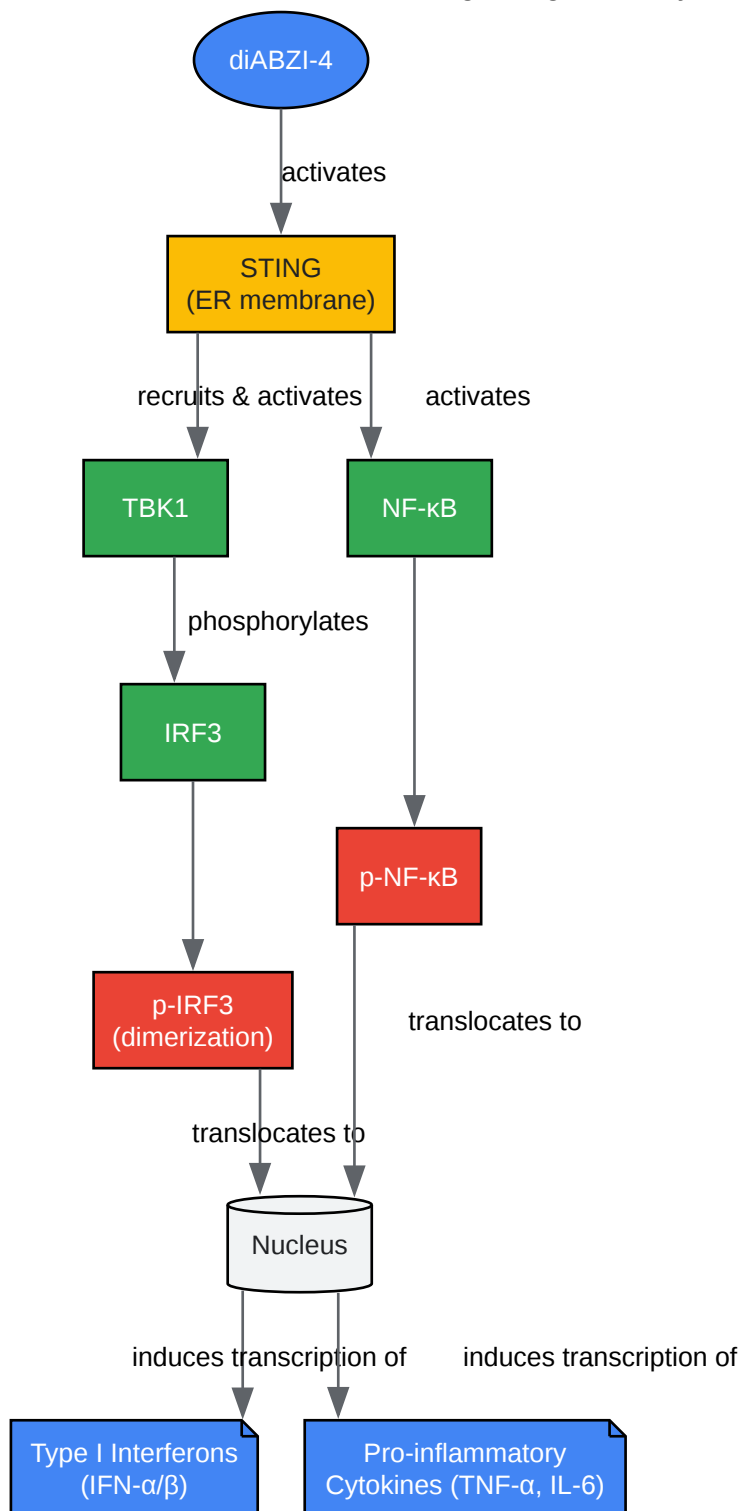 diABZI-4
activates
STING
(ER membrane)
recruits & activates
activates
TBK1
NF-κB
phosphorylates
IRF3
p-NF-κB
p-IRF3
(dimerization)
translocates to
translocates to
Nucleus
induces transcription of
induces transcription of
Type I Interferons
(IFN-α/β)
Pro-inflammatory
Cytokines (TNF-α, IL-6)